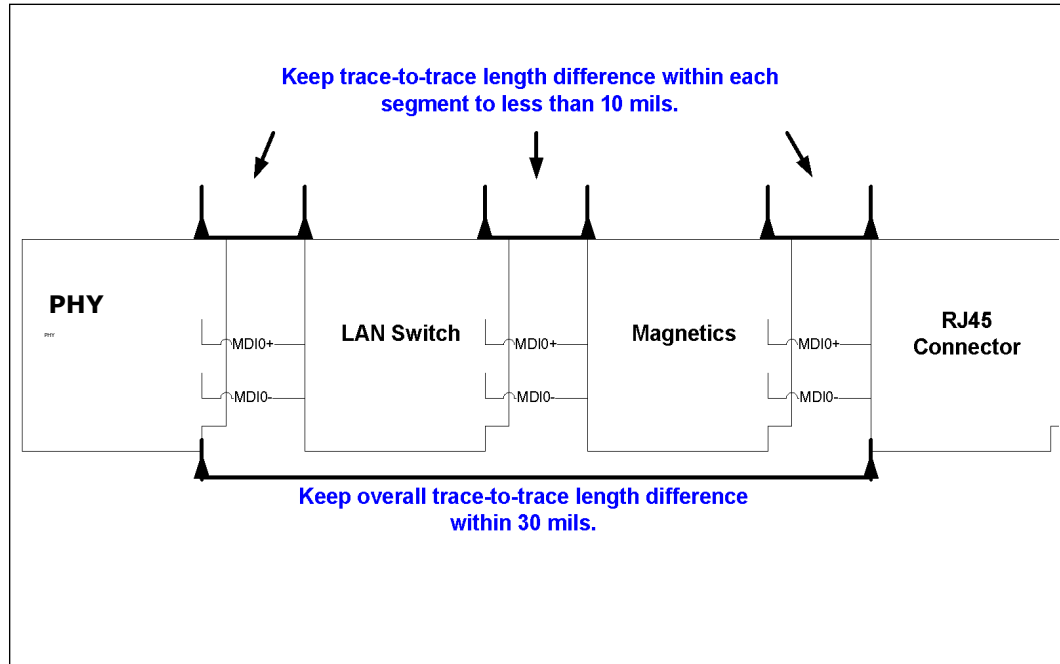 Keep trace-to-trace length difference within each
segment to less than 10 mils.
PHY
PHY
LAN Switch
Magnetics
RJ45
Connector
MDI0+
MDI0+
MDI0+
MDI0-
MDI0-
MDI0-
Keep overall trace-to-trace length difference
within 30 mils.